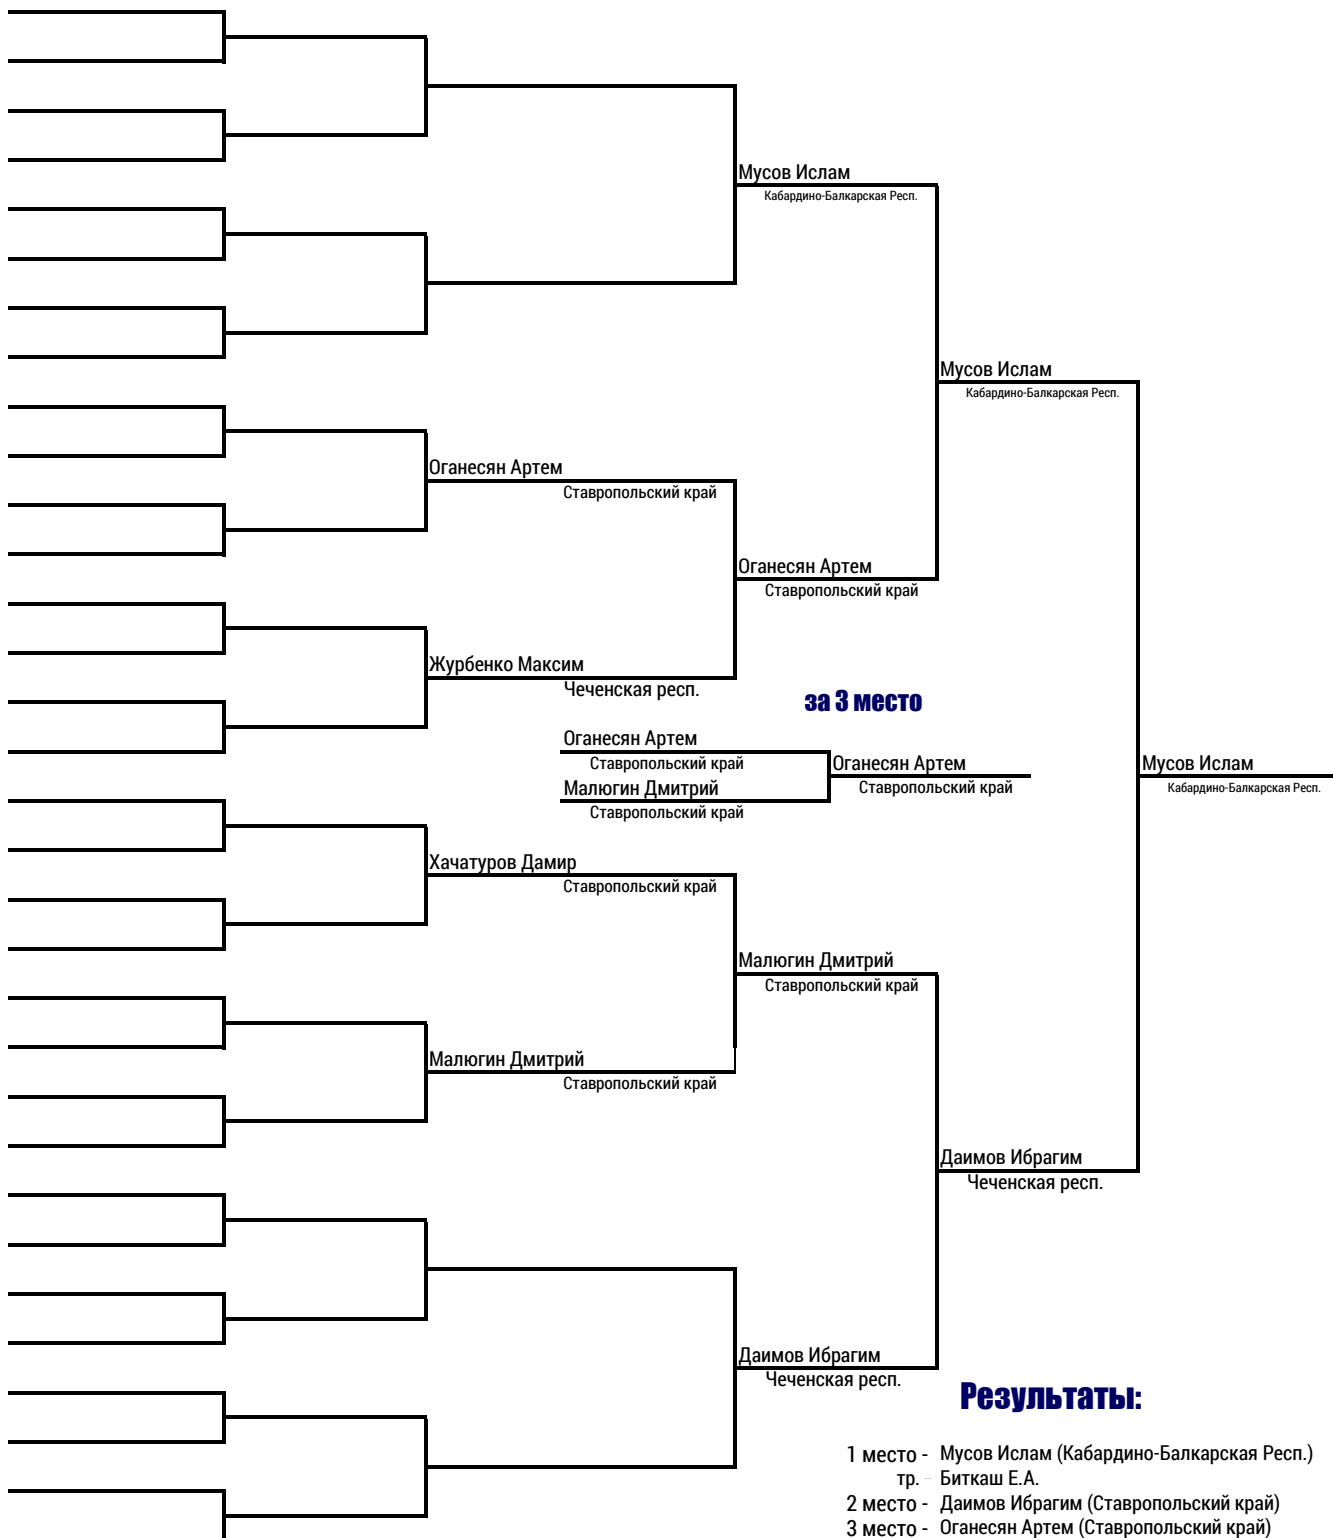 Мусов Ислам
Кабардино-Балкарская Респ.
Мусов Ислам
Кабардино-Балкарская Респ.
Оганесян Артем
Ставропольский край
Оганесян Артем
Ставропольский край
Журбенко Максим
Чеченская респ.
за 3 место
Оганесян Артем
Ставропольский край
Малюгин Дмитрий
Ставропольский край
Оганесян Артем
Ставропольский край
Мусов Ислам
Кабардино-Балкарская Респ.
Хачатуров Дамир
Ставропольский край
Малюгин Дмитрий
Ставропольский край
Малюгин Дмитрий
Ставропольский край
Даимов Ибрагим
Чеченская респ.
Даимов Ибрагим
Чеченская респ.
Результаты:
1 место - Мусов Ислам (Кабардино-Балкарская Респ.)
тр. - Биткаш Е.А.
2 место - Даимов Ибрагим (Ставропольский край)
3 место - Оганесян Артем (Ставропольский край)